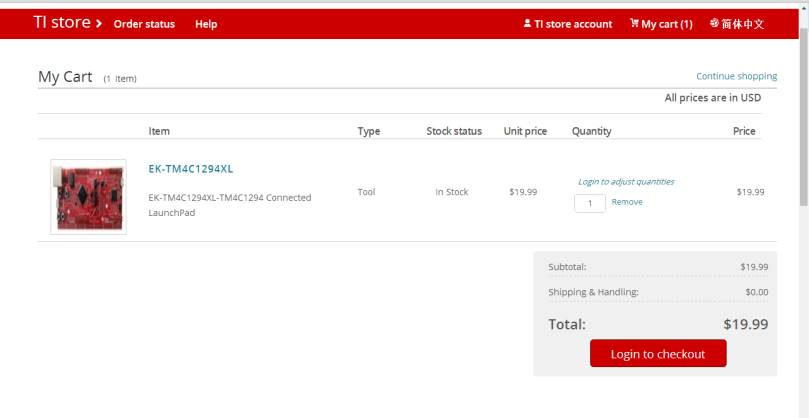 TI store > Order status Help TI store account My cart (1) 简体中文
My Cart (1 Item) Continue shopping
All prices are in USD
Item Type Stock status Unit price Quantity Price
EK-TM4C1294XL
Login to adjust quantities
EK-TM4C1294XL-TM4C1294 Connected LaunchPad
Tool In Stock $19.99 1 Remove $19.99
Subtotal: $19.99
Shipping & Handling: $0.00
Total: $19.99
Login to checkout